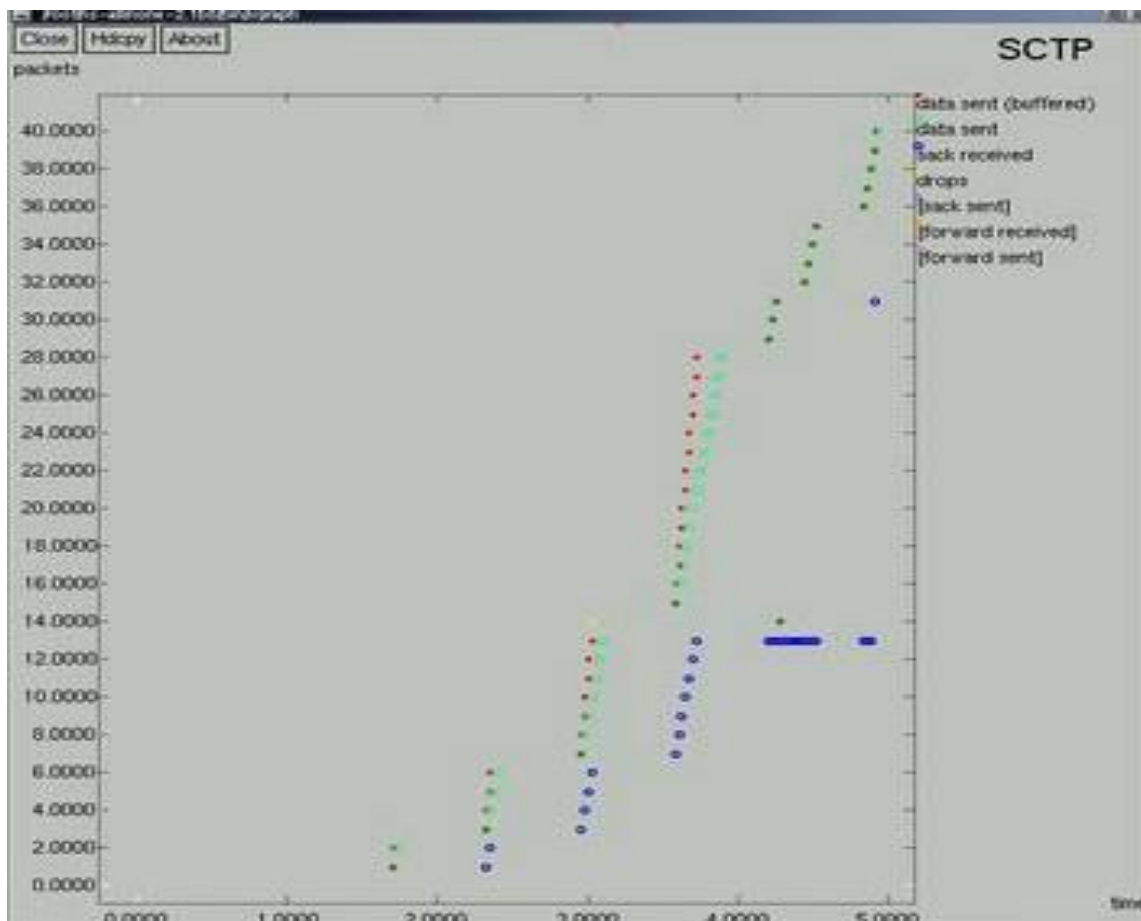 Close Hdcpy About
SCTP
packets
data sent (buffered)
40.0000
data sent
sack received
38.0000
drops
36.0000
[sack sent]
34.0000
[forward received]
[forward sent]
32.0000
30.0000
28.0000
26.0000
24.0000
22.0000
20.0000
18.0000
16.0000
14.0000
12.0000
10.0000
8.0000
6.0000
4.0000
2.0000
0.0000
time
0.0000 1.0000 2.0000 3.0000 4.0000 5.0000